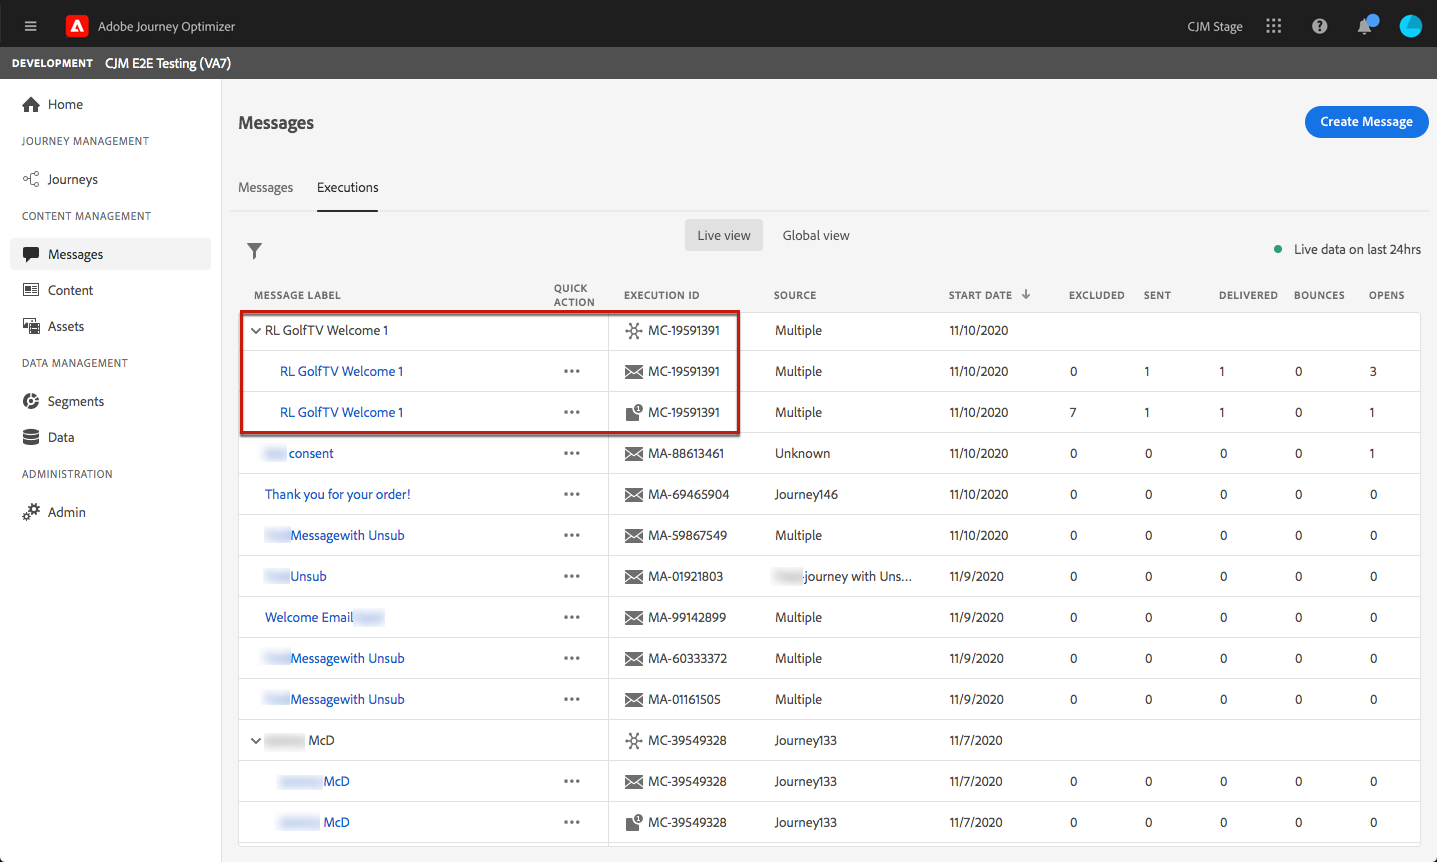 Adobe Journey Optimizer
CJM Stage
DEVELOPMENT CJM E2E Testing (VA7)
Home
JOURNEY MANAGEMENT
Journeys
CONTENT MANAGEMENT
Messages
Content
Assets
DATA MANAGEMENT
Segments
Data
ADMINISTRATION
Admin
Messages
Create Message
Messages Executions
Live view Global view
Live data on last 24hrs
MESSAGE LABEL QUICK ACTION EXECUTION ID SOURCE START DATE EXCLUDED SENT DELIVERED BOUNCES OPENS
RL GolfTV Welcome 1 MC-19591391 Multiple 11/10/2020
RL GolfTV Welcome 1 MC-19591391 Multiple 11/10/2020 0 1 1 0 3
RL GolfTV Welcome 1 MC-19591391 Multiple 11/10/2020 7 1 1 0 1
consent MA-88613461 Unknown 11/10/2020 0 0 0 0 1
Thank you for your order! MA-69465904 Journey146 11/10/2020 0 0 0 0 0
Messagewith Unsub MA-59867549 Multiple 11/10/2020 0 0 0 0 0
Unsub MA-01921803 -journey with Uns... 11/9/2020 0 0 0 0 0
Welcome Email MA-99142899 Multiple 11/9/2020 0 0 0 0 0
Messagewith Unsub MA-60333372 Multiple 11/9/2020 0 0 0 0 0
Messagewith Unsub MA-01161505 Multiple 11/9/2020 0 0 0 0 0
McD MC-39549328 Journey133 11/7/2020
McD MC-39549328 Journey133 11/7/2020 0 0 0 0 0
McD MC-39549328 Journey133 11/7/2020 0 0 0 0 0